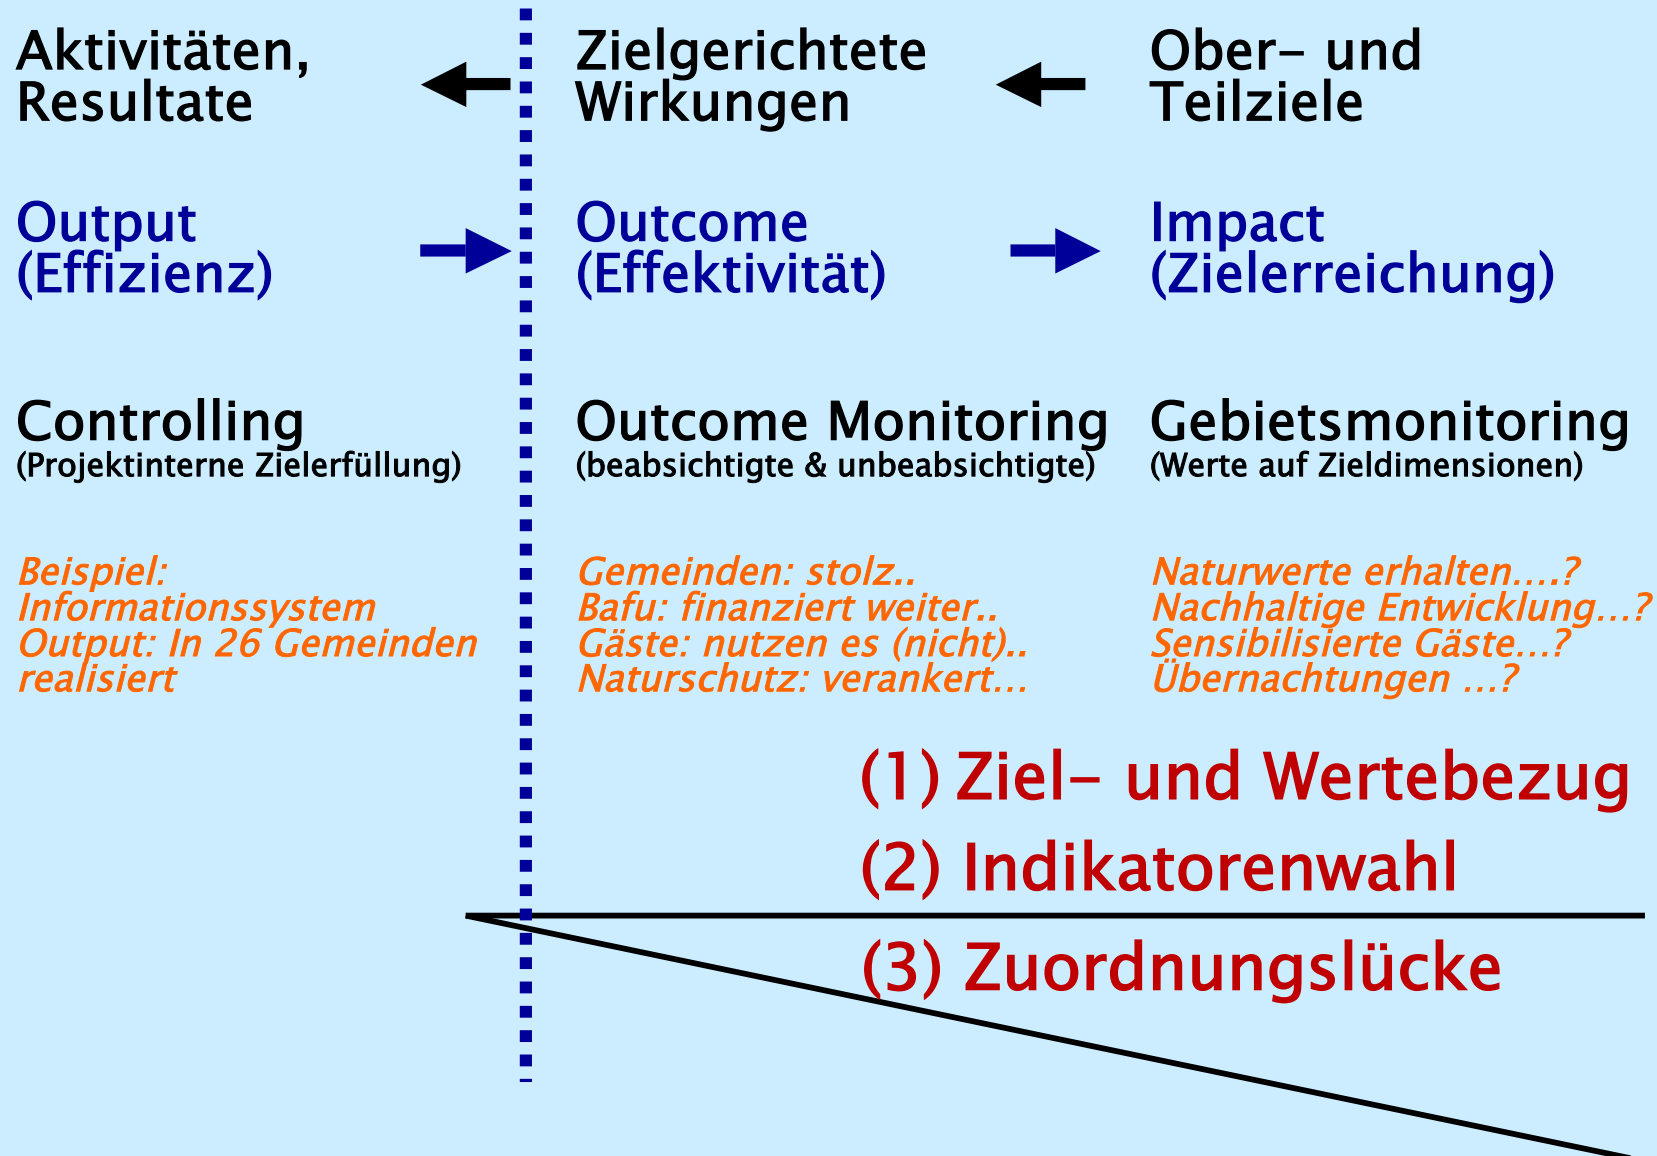 Aktivitäten,
Resultate
Zielgerichtete
Wirkungen
Ober- und
Teilziele
Output
(Effizienz)
Outcome
(Effektivität)
Impact
(Zielerreichung)
Controlling
(Projektinterne Zielerfüllung)
Outcome Monitoring
(beabsichtigte & unbeabsichtigte)
Gebietsmonitoring
(Werte auf Zieldimensionen)
Beispiel:
Informationssystem
Output: In 26 Gemeinden
realisiert
Gemeinden: stolz..
Bafu: finanziert weiter..
Gäste: nutzen es (nicht)..
Naturschutz: verankert…
Naturwerte erhalten….?
Nachhaltige Entwicklung…?
Sensibilisierte Gäste…?
Übernachtungen …?
(1) Ziel- und Wertebezug
(2) Indikatorenwahl
(3) Zuordnungslücke